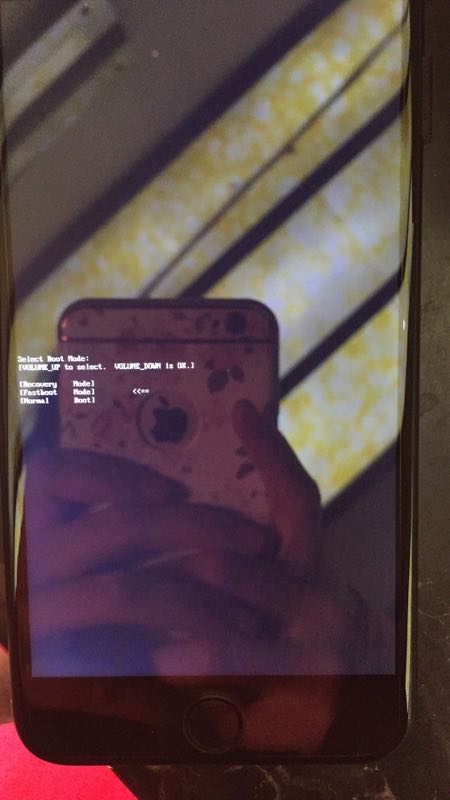 Select Boot Mode:
[VOLUME_UP to select.  VOLUME_DOWN is OK.]
[Recovery    Mode]
[Fastboot    Mode]         <<==
[Normal      Boot]